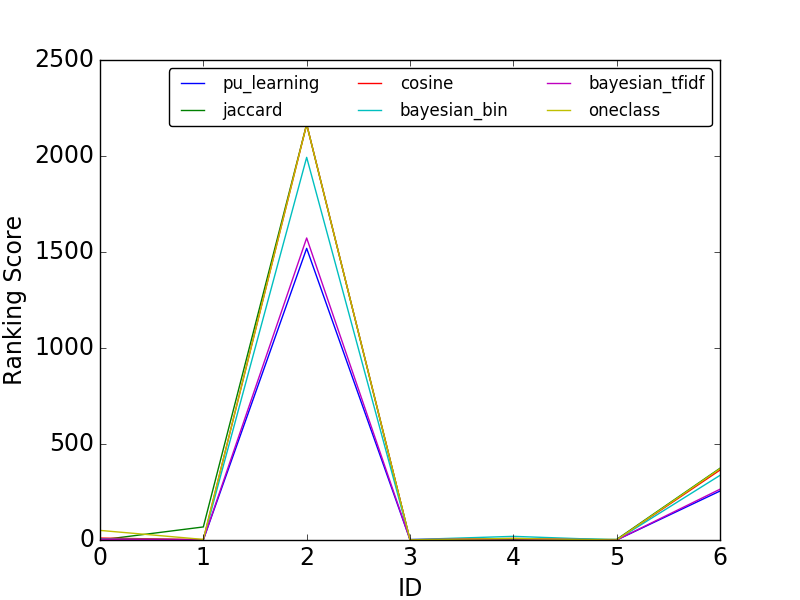 2500
2000
1500
1000
500
0
Ranking Score
pu_learning cosine bayesian_tfidf
jaccard bayesian_bin oneclass
0 1 2 3 4 5 6
ID